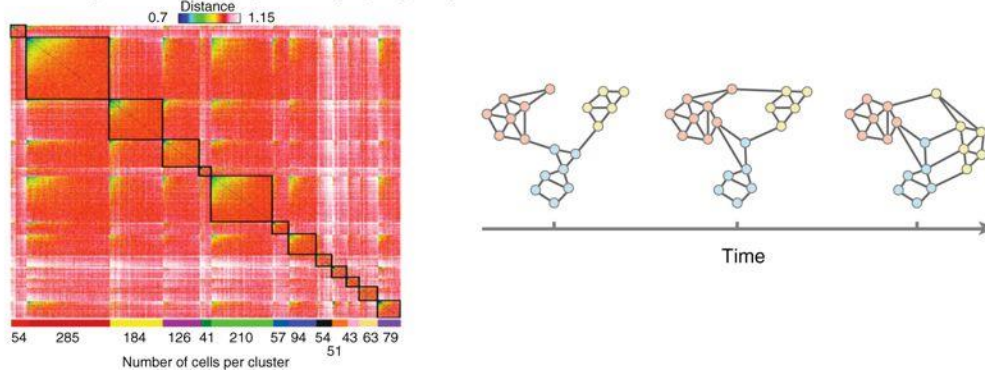 Distance
0.7 1.15
54 285 184 126 41 210 57 94 54 43 63 79
51
Number of cells per cluster
Time